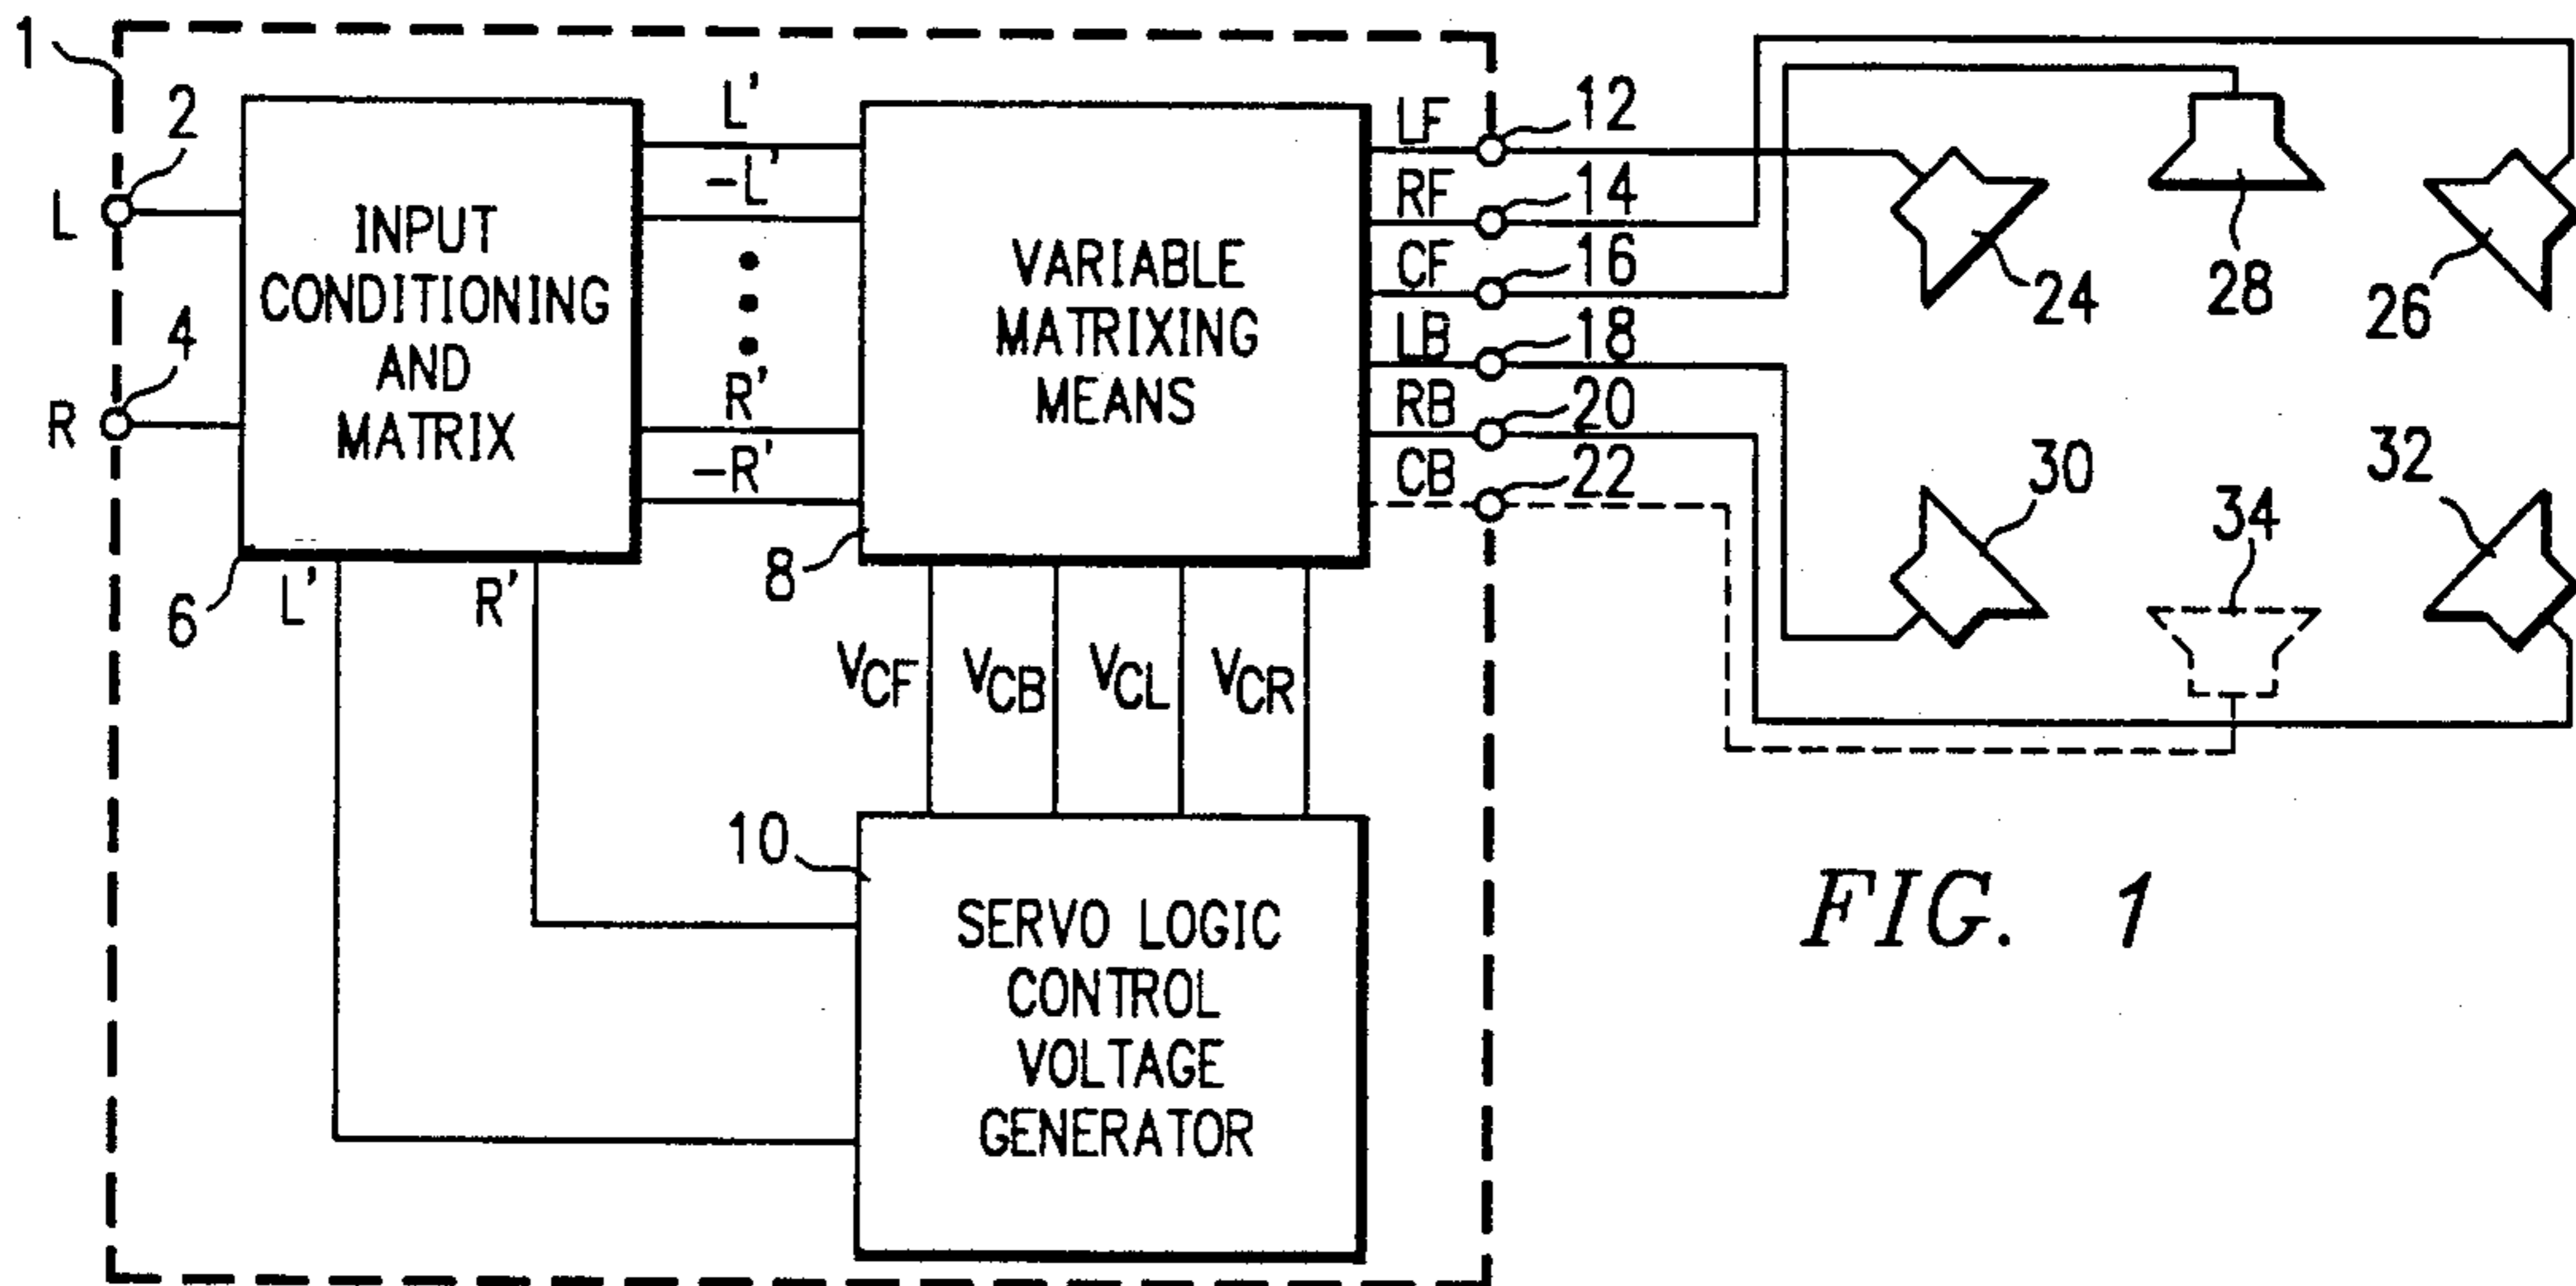 1
2
L
4
R
INPUT
CONDITIONING
AND
MATRIX
6
L'
R'
L'
-L'
R'
-R'
VARIABLE
MATRIXING
MEANS
8
VCF
VCB
VCL
VCR
10
SERVO LOGIC
CONTROL
VOLTAGE
GENERATOR
LF
12
RF
14
CF
16
LB
18
RB
20
CB
22
24
28
26
30
34
32
FIG. 1